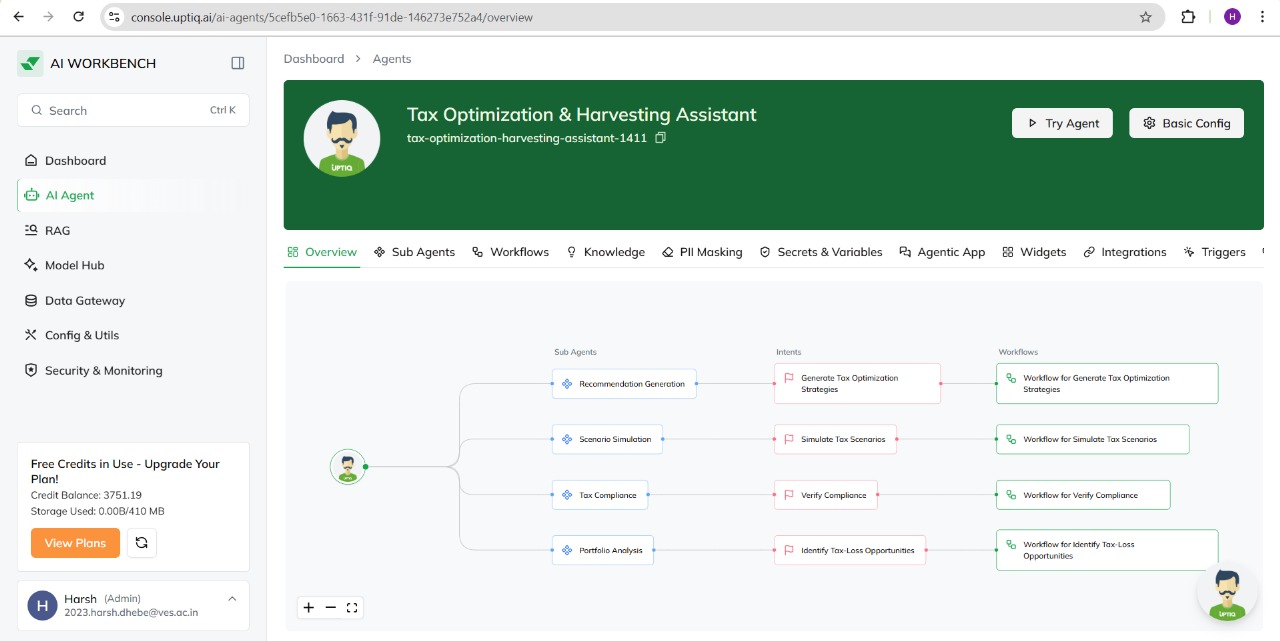 console.uptiq.ai/ai-agents/5cefb5e0-1663-431f-91de-146273e752a4/overview
H
AI WORKBENCH
Search
Ctrl K
Dashboard
AI Agent
RAG
Model Hub
Data Gateway
Config & Utils
Security & Monitoring
Free Credits in Use - Upgrade Your
Plan!
Credit Balance: 3751.19
Storage Used: 0.00B/410 MB
View Plans
H
Harsh (Admin)
2023.harsh.dhebe@ves.ac.in
Dashboard > Agents
UPTIQ
Tax Optimization & Harvesting Assistant
tax-optimization-harvesting-assistant-1411
Try Agent
Basic Config
Overview
Sub Agents
Workflows
Knowledge
PII Masking
Secrets & Variables
Agentic App
Widgets
Integrations
Triggers
Sub Agents
Intents
Workflows
Recommendation Generation
Generate Tax Optimization
Strategies
Workflow for Generate Tax Optimization
Strategies
Scenario Simulation
Simulate Tax Scenarios
Workflow for Simulate Tax Scenarios
UPTIQ
Tax Compliance
Verify Compliance
Workflow for Verify Compliance
Portfolio Analysis
Identify Tax-Loss Opportunities
Workflow for Identify Tax-Loss
Opportunities
UPTIQ